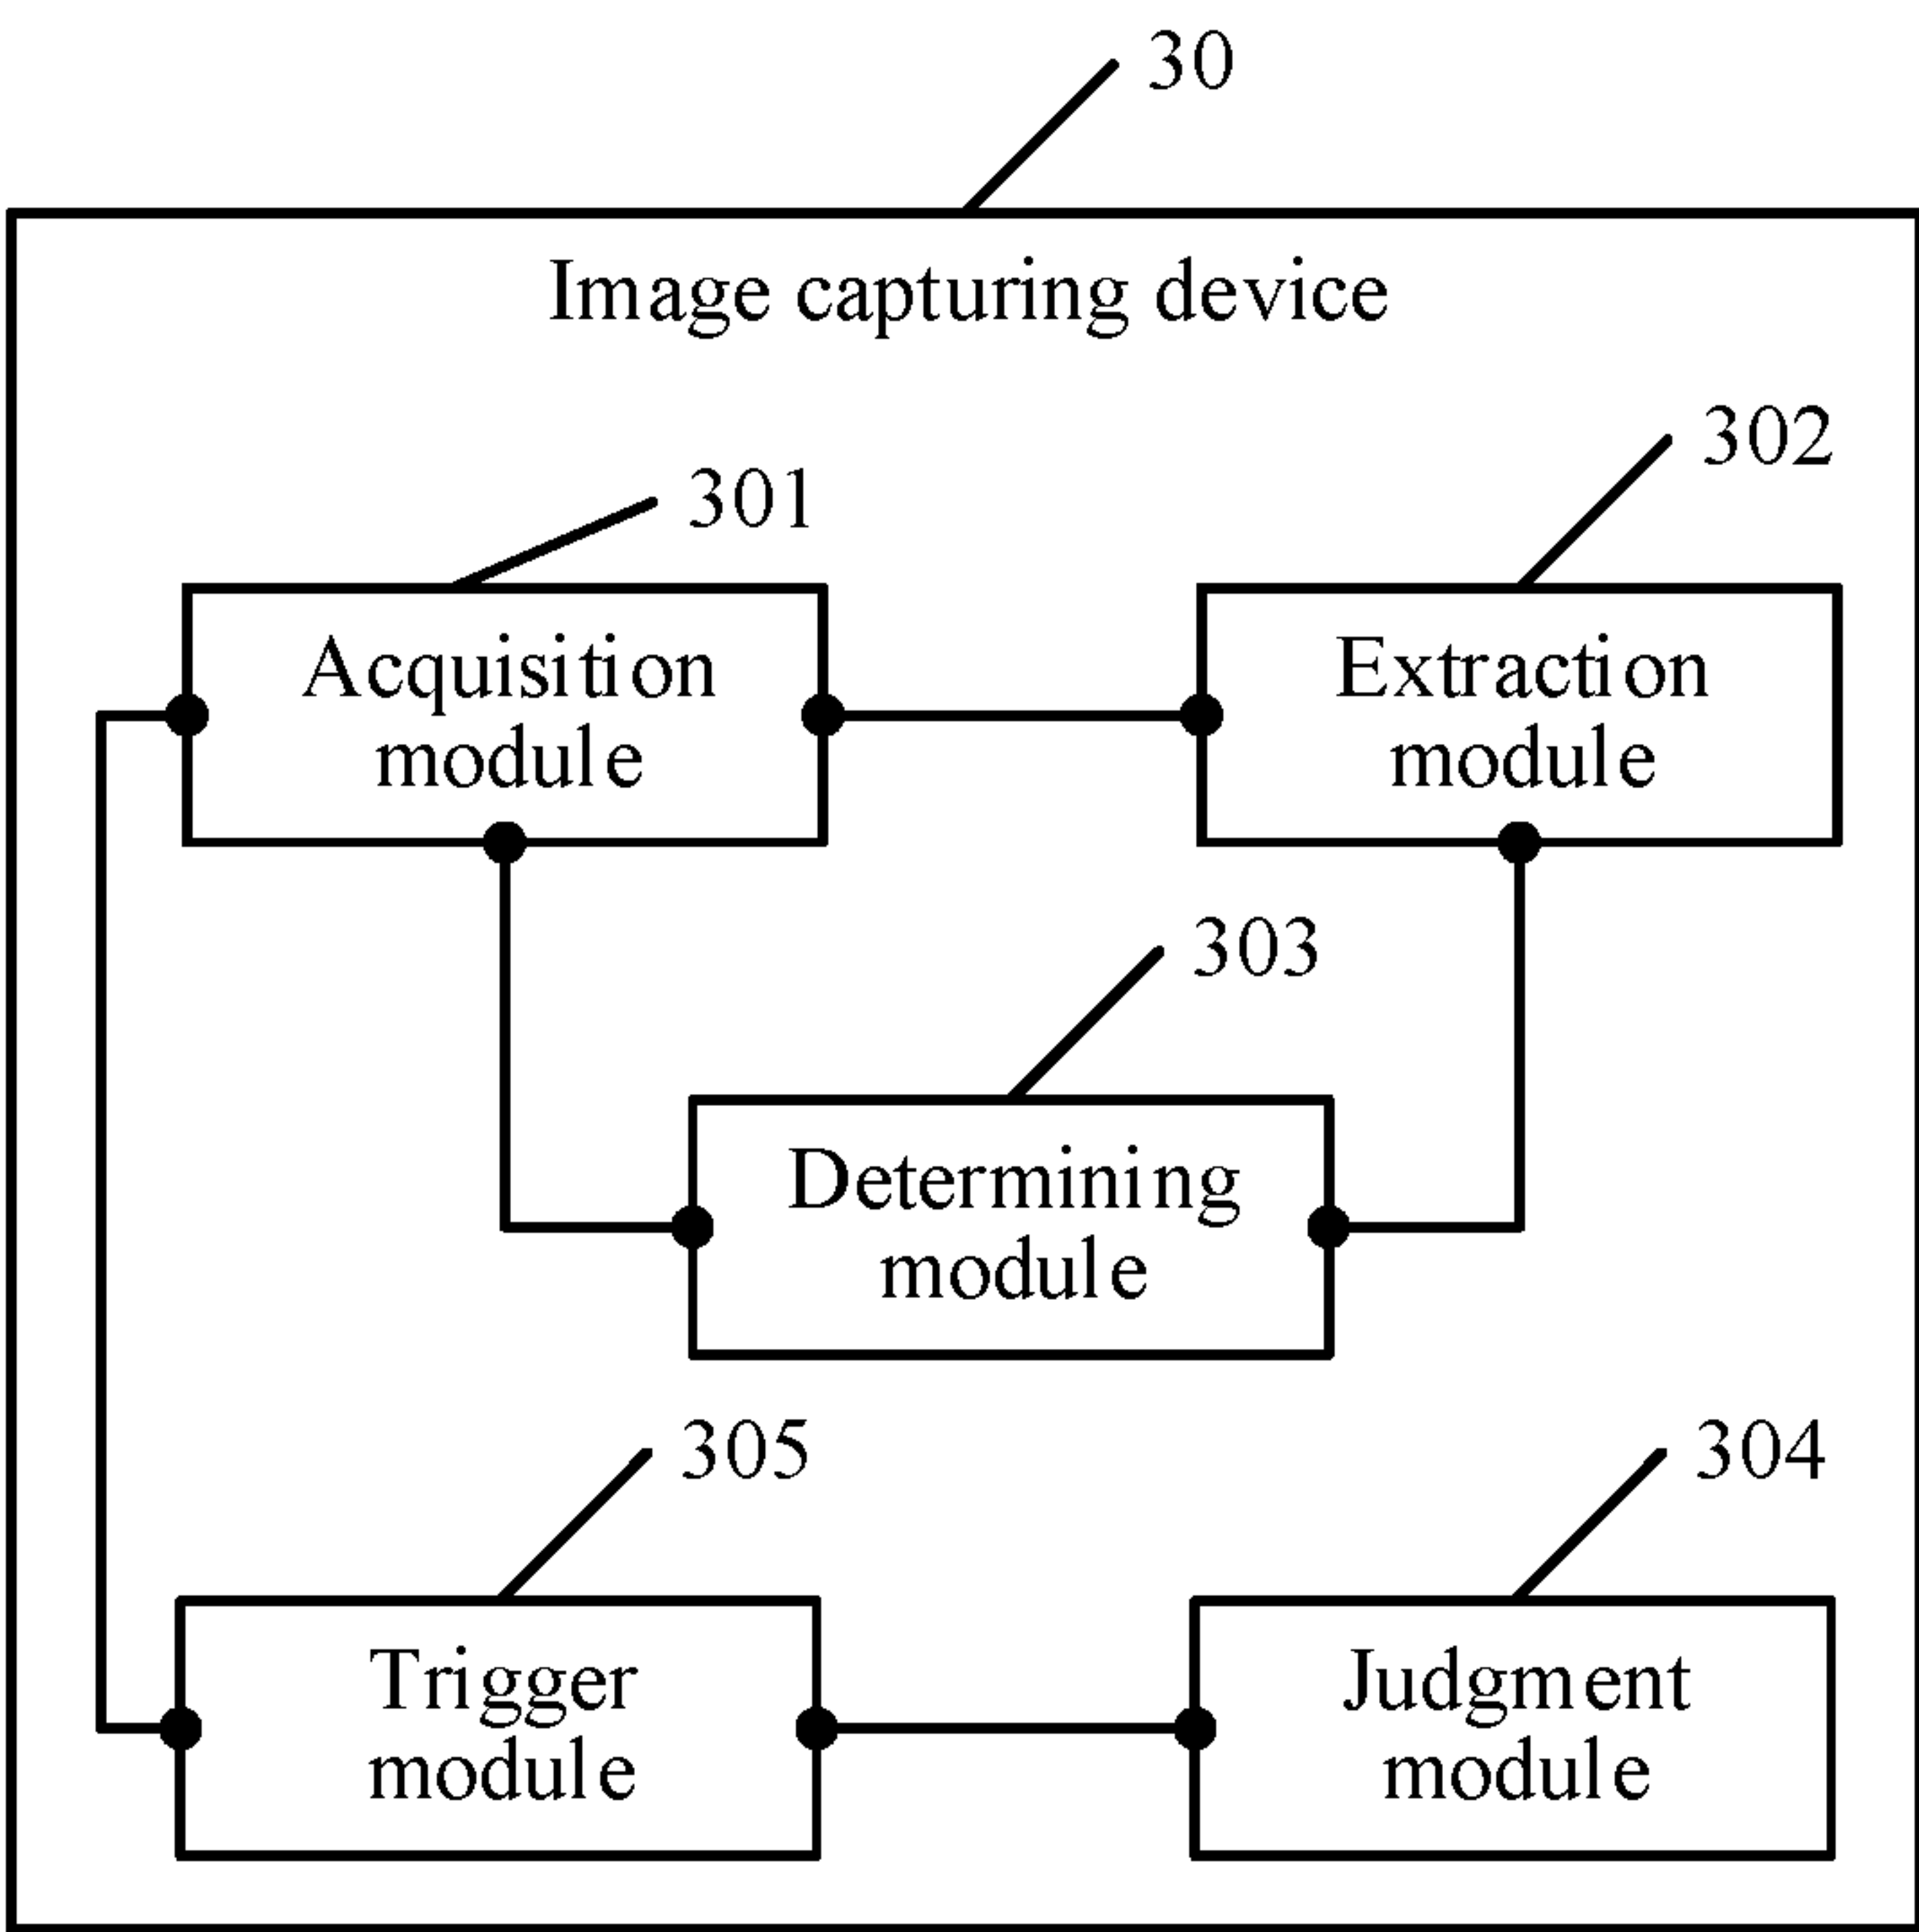 30
Image capturing device
302
301
Acquisition
module
Extraction
module
303
Determining
module
305
304
Trigger
module
Judgment
module